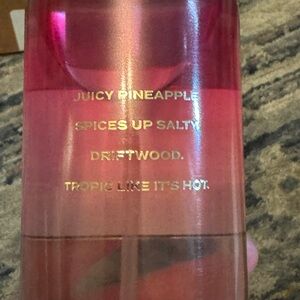 JUICY PINEAPPLE
SPICES UP SALTY
DRIFTWOOD.
TROPIC LIKE IT'S HOT.